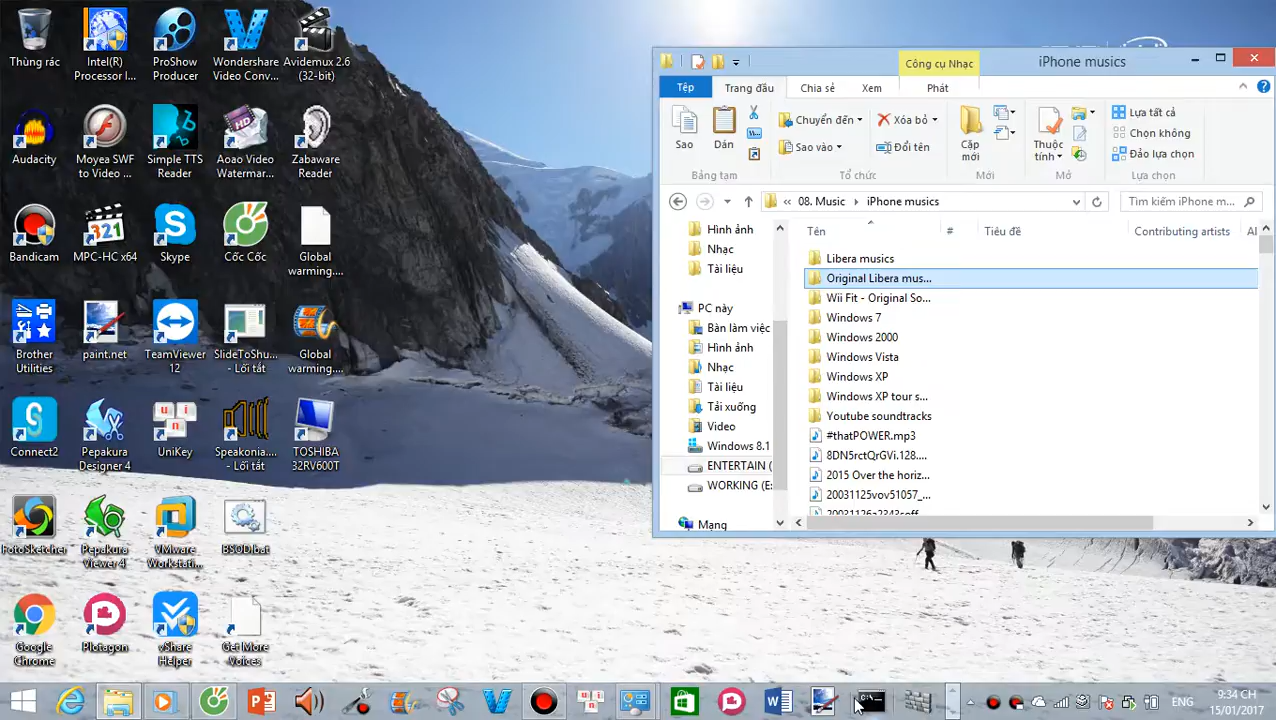 Thùng rác
Intel(R)
Processor I...
ProShow
Producer
Wondershare
Video Conv...
Avidemux 2.6
(32-bit)
Audacity
Moyea SWF
to Video ...
Simple TTS
Reader
Aoao Video
Watermar...
Zabaware
Reader
Bandicam
MPC-HC x64
Skype
Cốc Cốc
Global
warming....
Brother
Utilities
paint.net
TeamViewer
12
SlideToShu...
- Lối tắt
Global
warming....
Connect2
Pepakura
Designer 4
UniKey
Speakonia....
- Lối tắt
TOSHIBA
32RV600T
FotoSketcher
Pepakura
Viewer 4
VMware
Workstati...
BSOD.bat
Google
Chrome
Plotagon
vShare
Helper
Get More
Voices
Công cụ Nhạc
iPhone musics
Tệp
Trang đầu
Chia sẻ
Xem
Phát
Sao
Dán
Chuyển đến
Sao vào
Xóa bỏ
Đổi tên
Cặp
mới
Thuộc
tính
Lựa tất cả
Chọn không
Đảo lựa chọn
Bảng tạm
Tổ chức
Mới
Mở
Lựa chọn
« 08. Music › iPhone musics
Tìm kiếm iPhone m...
Tên
#
Tiêu đề
Contributing artists
Al
Hình ảnh
Nhạc
Tài liệu
PC này
Bàn làm việc
Hình ảnh
Nhạc
Tài liệu
Tải xuống
Video
Windows 8.1
ENTERTAIN (
WORKING (E:
Mạng
Libera musics
Original Libera mus...
Wii Fit - Original So...
Windows 7
Windows 2000
Windows Vista
Windows XP
Windows XP tour s...
Youtube soundtracks
#thatPOWER.mp3
8DN5rctQrGVi.128....
2015 Over the horiz...
20031125vov51057_...
ENG
9:34 CH
15/01/2017